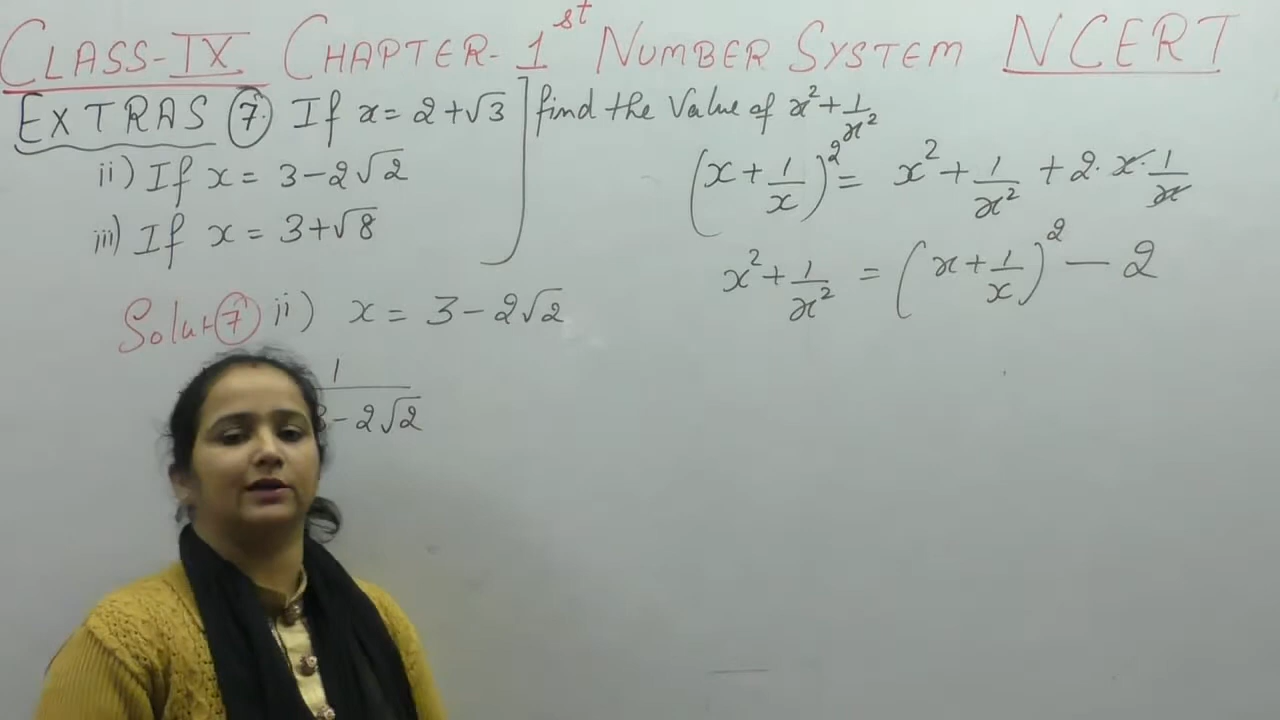 CLASS-IX CHAPTER-1st NUMBER SYSTEM NCERT
EXTRAS ⑦ If x = 2+√3 ] find the Value of x²+1/x²
ii) If x = 3-2√2
iii) If x = 3+√8
(x+1/x)² = x²+1/x² +2·x·1/x
x²+1/x² = (x+1/x)² - 2
Solut ⑦ ii) x = 3-2√2
1
3-2√2